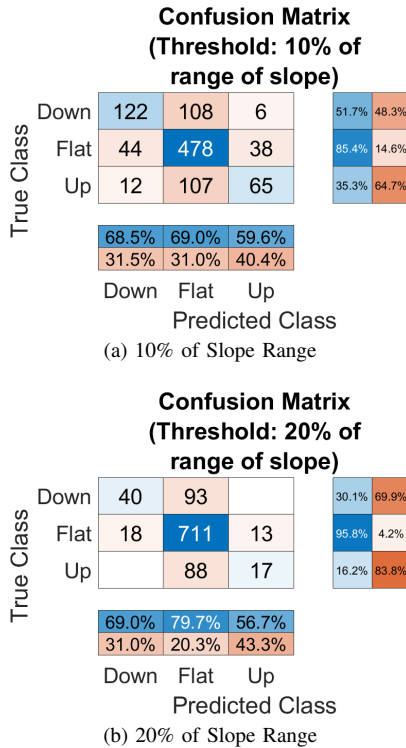 Confusion Matrix
(Threshold: 10% of
range of slope)
Down 122 108 6 51.7% 48.3%
Flat 44 478 38 85.4% 14.6%
Up 12 107 65 35.3% 64.7%
True Class
68.5% 69.0% 59.6%
31.5% 31.0% 40.4%
Down Flat Up
Predicted Class
(a) 10% of Slope Range
Confusion Matrix
(Threshold: 20% of
range of slope)
Down 40 93 30.1% 69.9%
Flat 18 711 13 95.8% 4.2%
Up 88 17 16.2% 83.8%
True Class
69.0% 79.7% 56.7%
31.0% 20.3% 43.3%
Down Flat Up
Predicted Class
(b) 20% of Slope Range